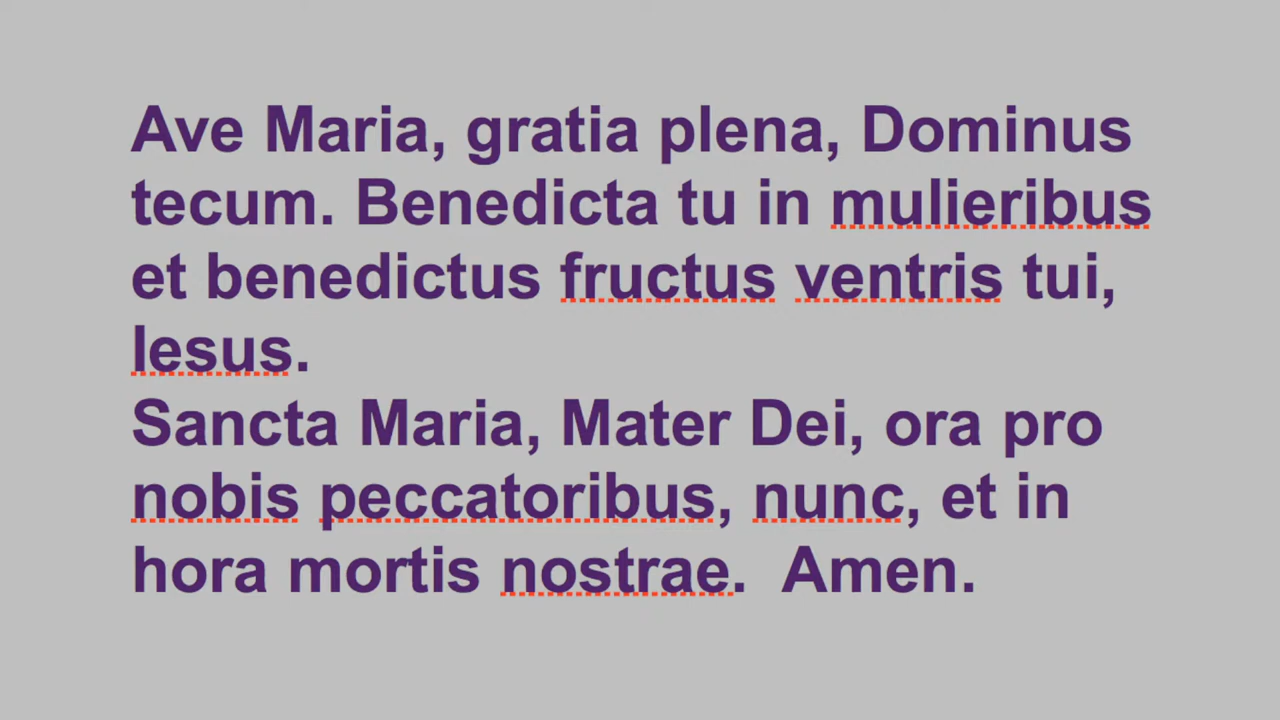 Ave Maria, gratia plena, Dominus
tecum. Benedicta tu in mulieribus
et benedictus fructus ventris tui,
Iesus.
Sancta Maria, Mater Dei, ora pro
nobis peccatoribus, nunc, et in
hora mortis nostrae.  Amen.